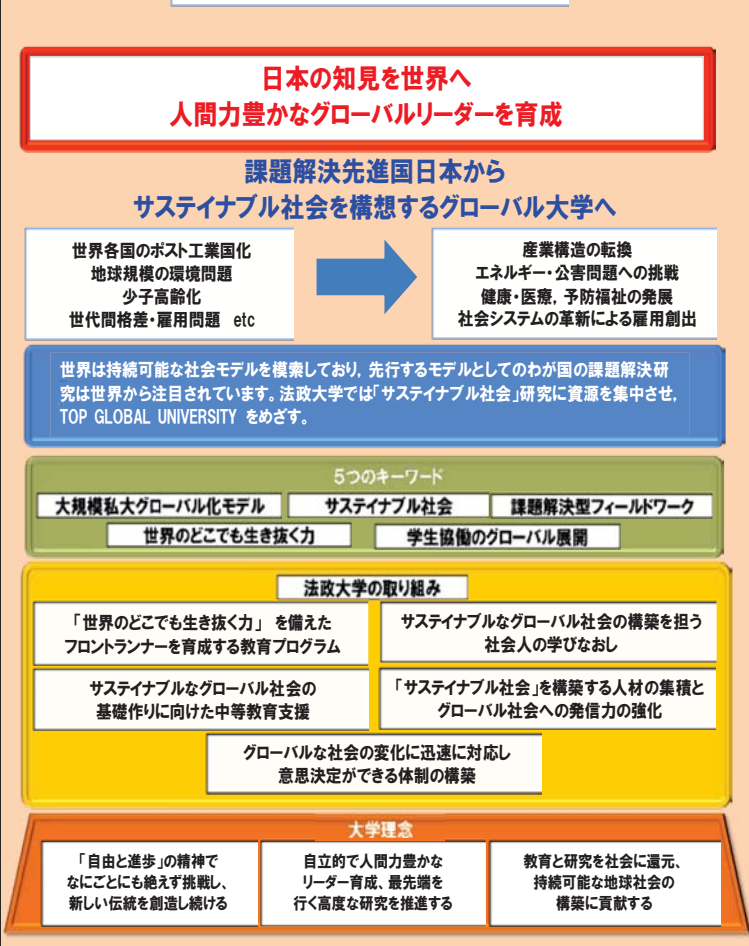 日本の知見を世界へ
人間力豊かなグローバルリーダーを育成
課題解決先進国日本から
サステイナブル社会を構想するグローバル大学へ
世界各国のポスト工業国化
地球規模の環境問題
少子高齢化
世代間格差・雇用問題 etc
産業構造の転換
エネルギー・公害問題への挑戦
健康・医療，予防福祉の発展
社会システムの革新による雇用創出
世界は持続可能な社会モデルを模索しており，先行するモデルとしてのわが国の課題解決研
究は世界から注目されています。法政大学では「サステイナブル社会」研究に資源を集中させ，
TOP GLOBAL UNIVERSITY をめざす。
5つのキーワード
大規模私大グローバル化モデル
サステイナブル社会
課題解決型フィールドワーク
世界のどこでも生き抜く力
学生協働のグローバル展開
法政大学の取り組み
「世界のどこでも生き抜く力」 を備えた
フロントランナーを育成する教育プログラム
サステイナブルなグローバル社会の構築を担う
社会人の学びなおし
サステイナブルなグローバル社会の
基礎作りに向けた中等教育支援
「サステイナブル社会」を構築する人材の集積と
グローバル社会への発信力の強化
グローバルな社会の変化に迅速に対応し
意思決定ができる体制の構築
大学理念
「自由と進歩」の精神で
なにごとにも絶えず挑戦し、
新しい伝統を創造し続ける
自立的で人間力豊かな
リーダー育成、最先端を
行く高度な研究を推進する
教育と研究を社会に還元、
持続可能な地球社会の
構築に貢献する